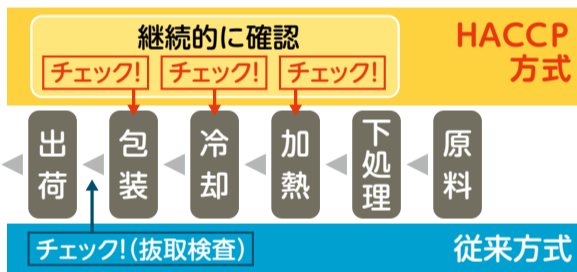 継続的に確認
チェック!
チェック!
チェック!
HACCP
方式
出荷
包装
冷却
加熱
下処理
原料
チェック!(抜取検査)
従来方式